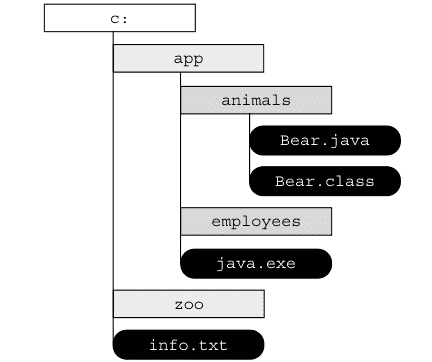 c:
app
animals
Bear.java
Bear.class
employees
java.exe
zoo
info.txt